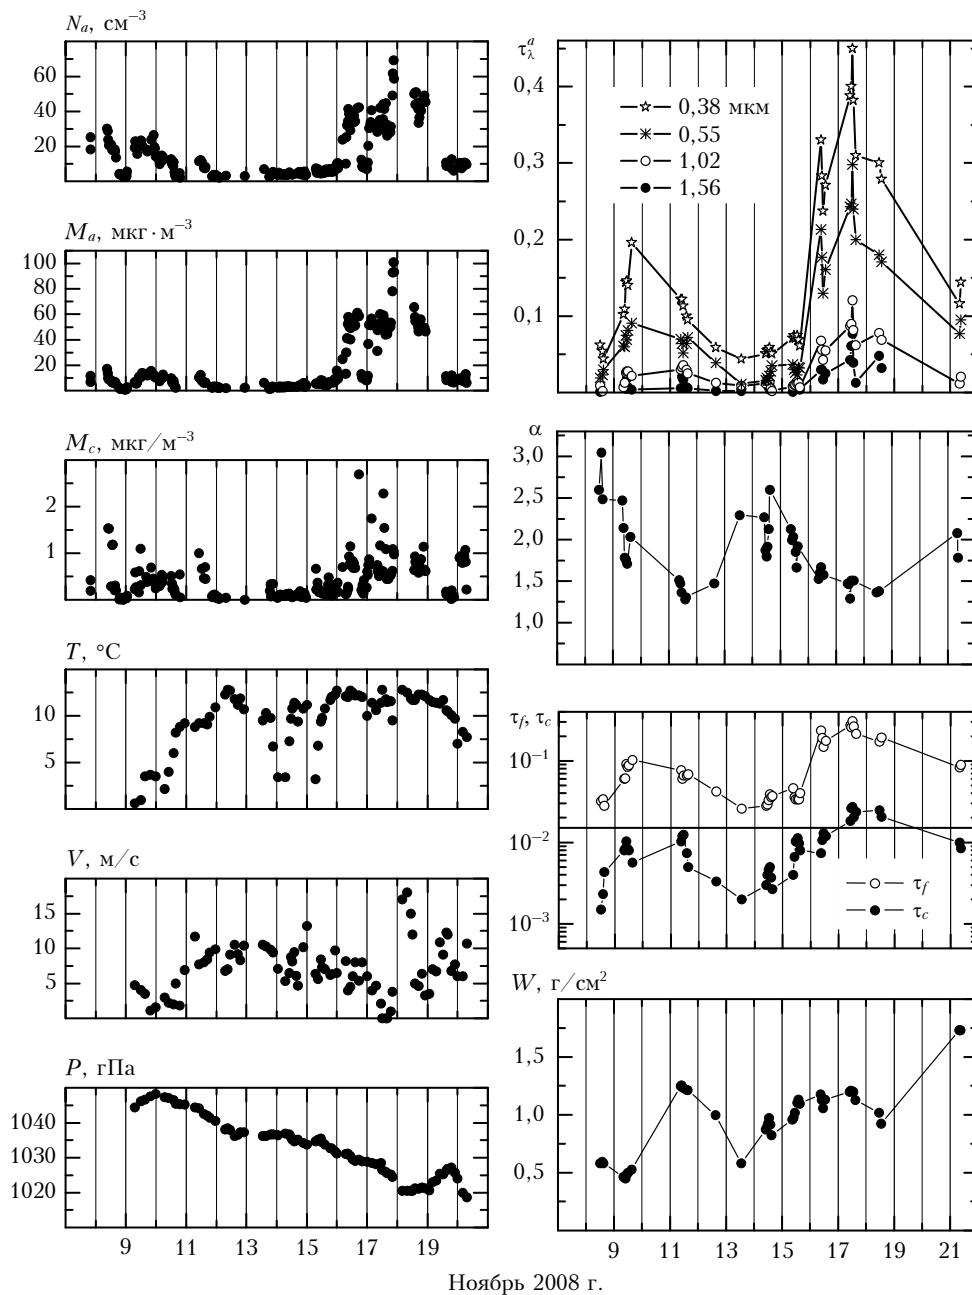 Nₐ, см⁻³
60
40
20
Mₐ, мкг·м⁻³
100
80
60
40
20
M_c, мкг/м⁻³
2
1
T, °C
10
5
V, м/с
15
10
5
P, гПа
1040
1030
1020
9 11 13 15 17 19
τ_λ^a
0,4
0,3
0,2
0,1
0,38 мкм
0,55
1,02
1,56
α
3,0
2,5
2,0
1,5
1,0
τ_f, τ_c
10⁻¹
10⁻²
10⁻³
τ_f
τ_c
W, г/см²
1,5
1,0
0,5
9 11 13 15 17 19 21
Ноябрь 2008 г.